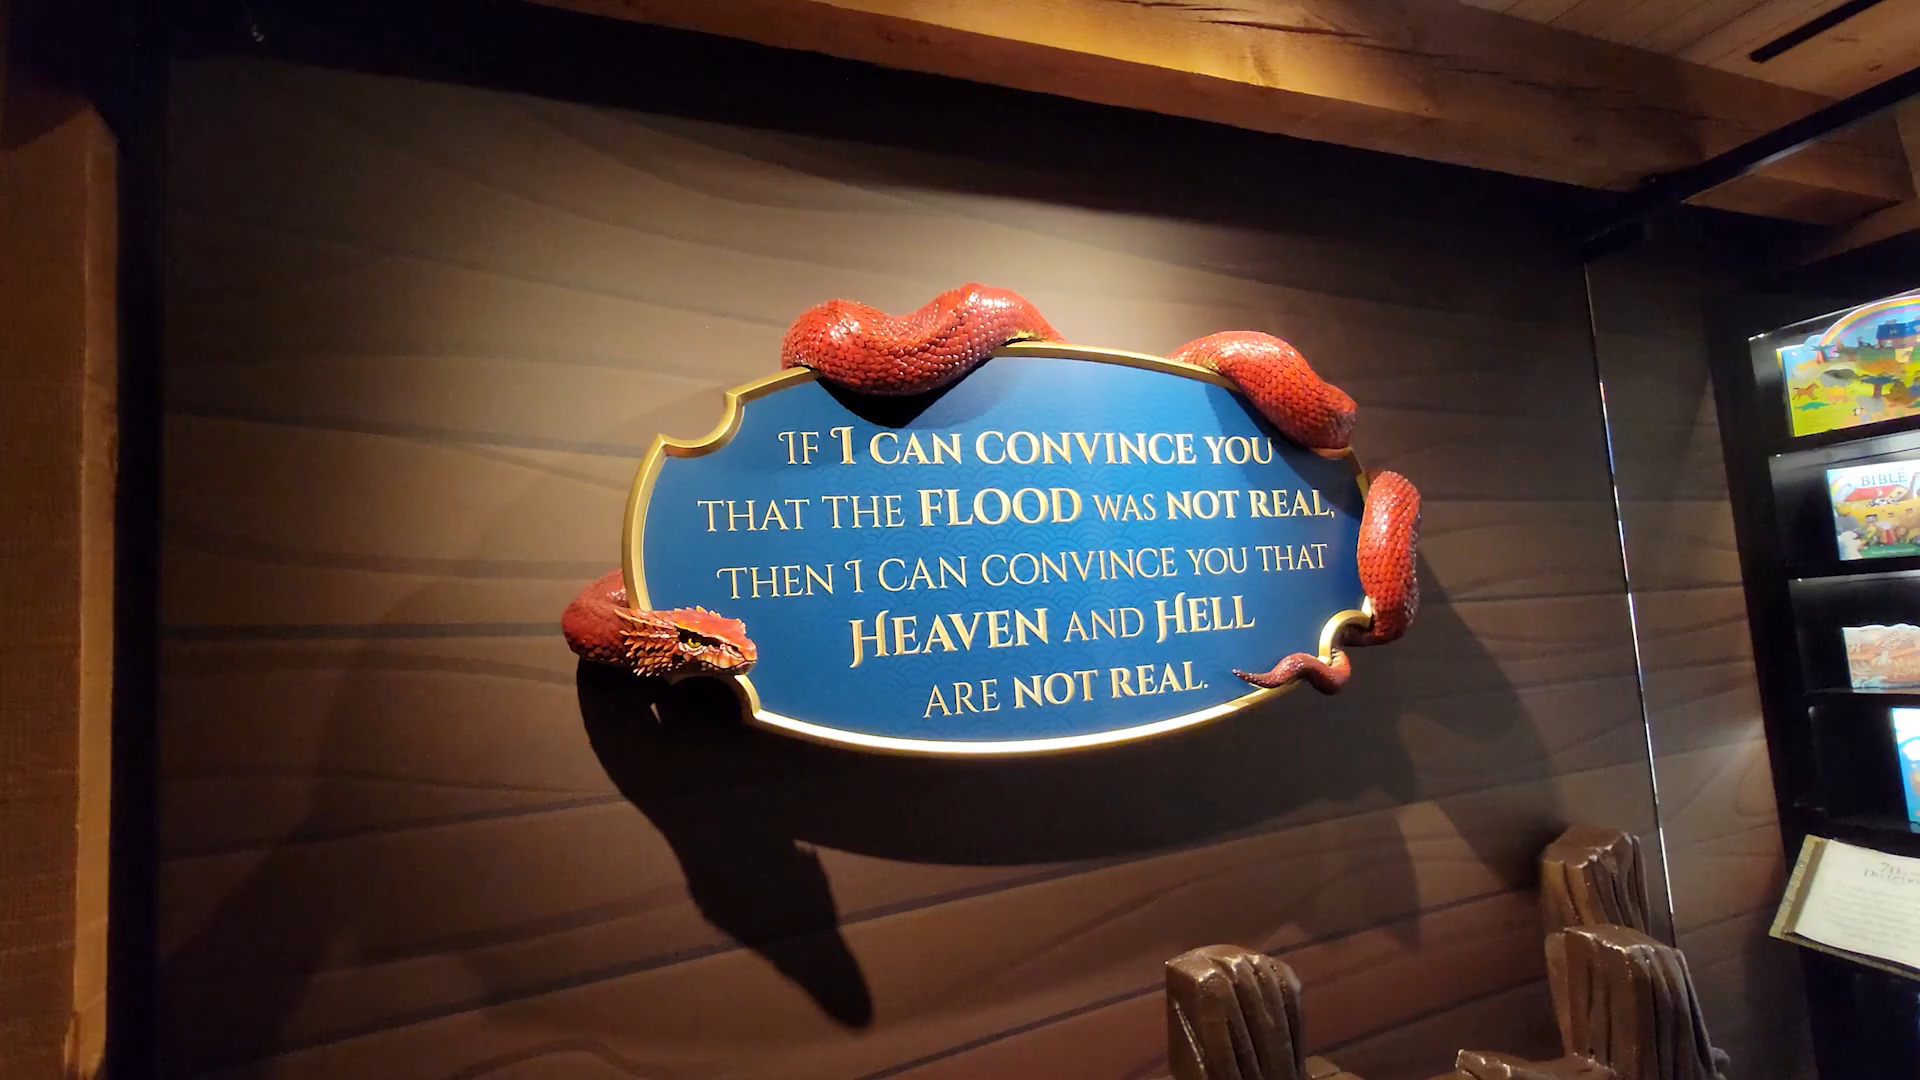 IF I CAN CONVINCE YOU
THAT THE FLOOD WAS NOT REAL,
THEN I CAN CONVINCE YOU THAT
HEAVEN AND HELL
ARE NOT REAL.
BIBLE